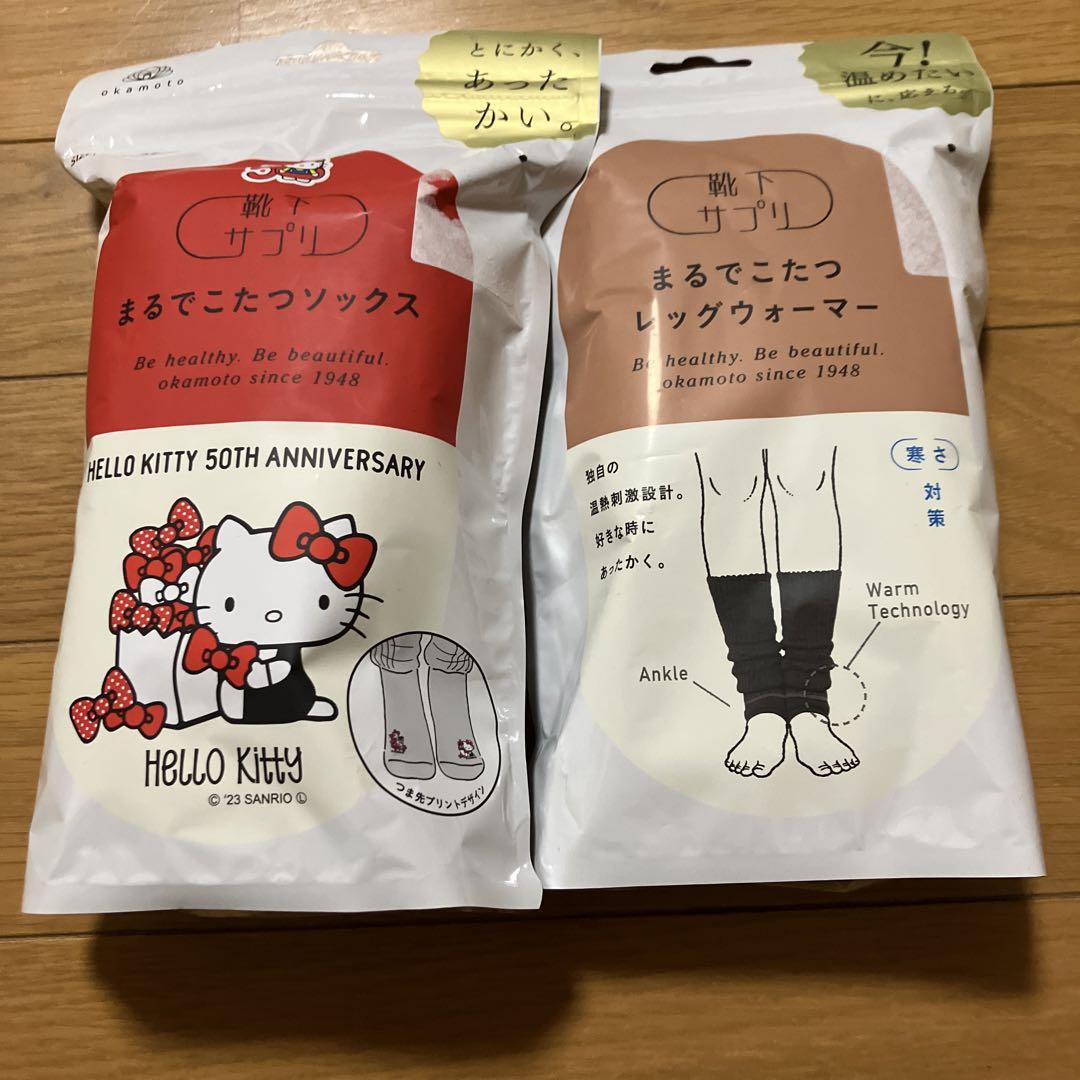 okamoto
とにかく、
あった
かい。
靴下
サプリ
まるでこたつソックス
Be healthy. Be beautiful.
okamoto since 1948
HELLO KITTY 50TH ANNIVERSARY
HELLO KITTY
© '23 SANRIO Ⓛ
つま先プリントデザイン
今!
温めたい
靴下
サプリ
まるでこたつ
レッグウォーマー
Be healthy. Be beautiful.
okamoto since 1948
独自の
温熱刺激設計。
好きな時に
あったかく。
寒さ
対策
Warm
Technology
Ankle